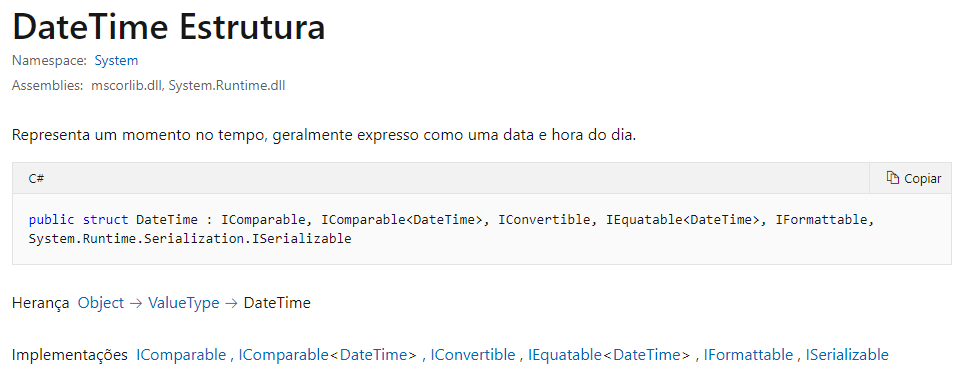 DateTime Estrutura
Namespace: System
Assemblies: mscorlib.dll, System.Runtime.dll
Representa um momento no tempo, geralmente expresso como uma data e hora do dia.
C# Copiar
public struct DateTime : IComparable, IComparable<DateTime>, IConvertible, IEquatable<DateTime>, IFormattable,
System.Runtime.Serialization.ISerializable
Herança Object → ValueType → DateTime
Implementações IComparable , IComparable<DateTime> , IConvertible , IEquatable<DateTime> , IFormattable , ISerializable